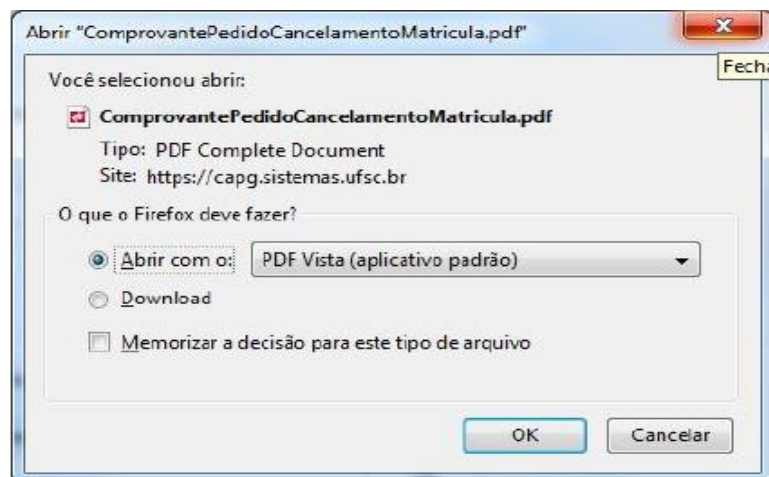 Abrir "ComprovantePedidoCancelamentoMatricula.pdf"
X
Fecha
Você selecionou abrir:
ComprovantePedidoCancelamentoMatricula.pdf
Tipo: PDF Complete Document
Site: https://capg.sistemas.ufsc.br
O que o Firefox deve fazer?
Abrir com o: PDF Vista (aplicativo padrão)
Download
Memorizar a decisão para este tipo de arquivo
OK Cancelar